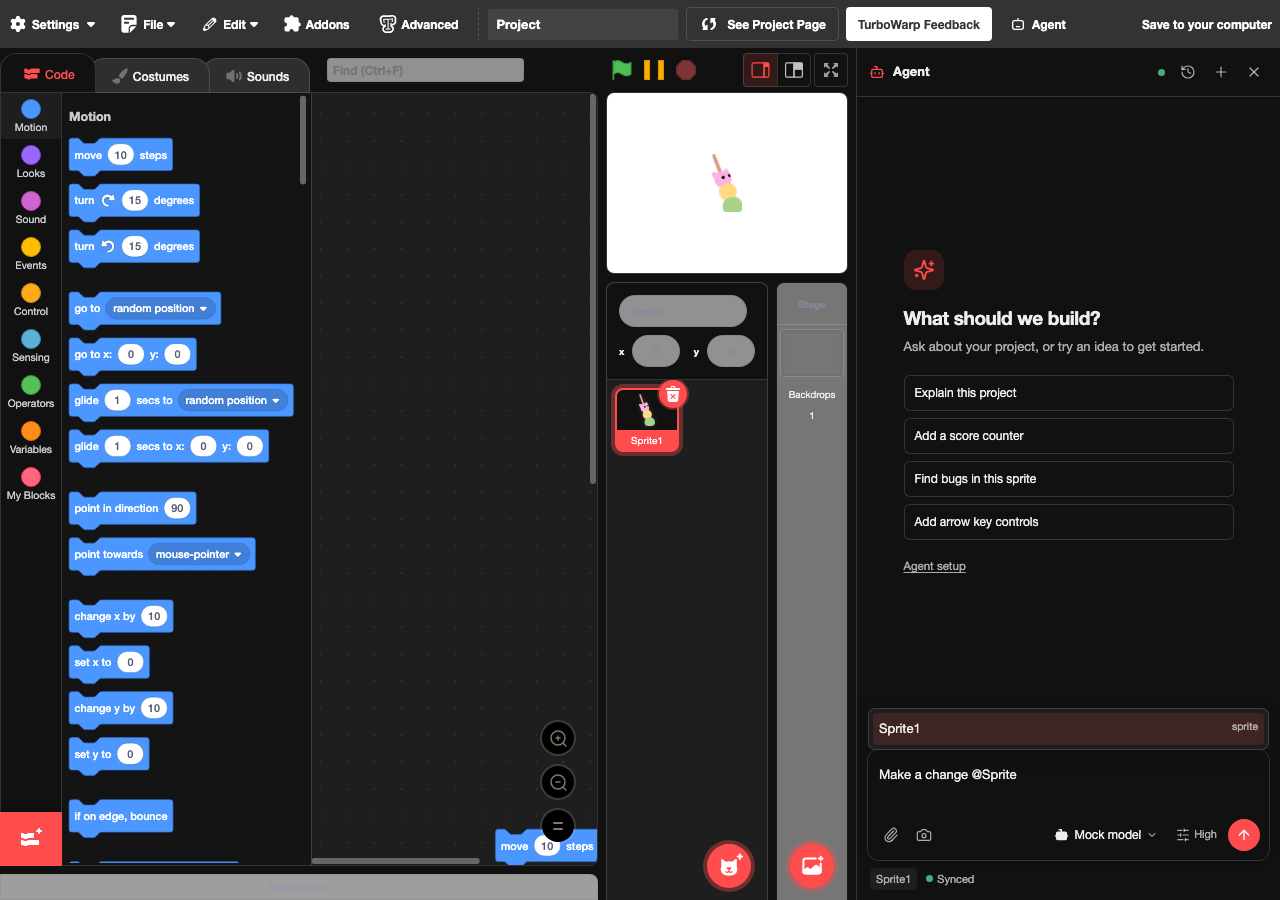 Settings File Edit Addons Advanced Project See Project Page TurboWarp Feedback Agent Save to your computer
Code Costumes Sounds
Find (Ctrl+F)
Agent
Motion
Looks
Sound
Events
Control
Sensing
Operators
Variables
My Blocks
Motion
move 10 steps
turn 15 degrees
turn 15 degrees
go to random position
go to x: 0 y: 0
glide 1 secs to random position
glide 1 secs to x: 0 y: 0
point in direction 90
point towards mouse-pointer
change x by 10
set x to 0
change y by 10
set y to 0
if on edge, bounce
move 10 steps
Backpack
Sprite1
x y
Sprite1
Stage
Backdrops
1
What should we build?
Ask about your project, or try an idea to get started.
Explain this project
Add a score counter
Find bugs in this sprite
Add arrow key controls
Agent setup
Sprite1 sprite
Make a change @Sprite
Mock model High
Sprite1 Synced